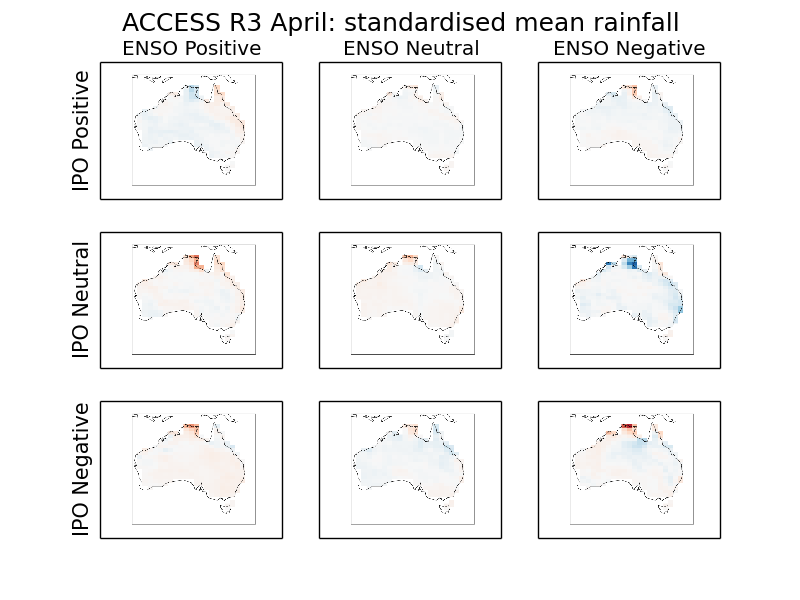 ACCESS R3 April: standardised mean rainfall
ENSO Positive ENSO Neutral ENSO Negative
IPO Positive
IPO Neutral
IPO Negative